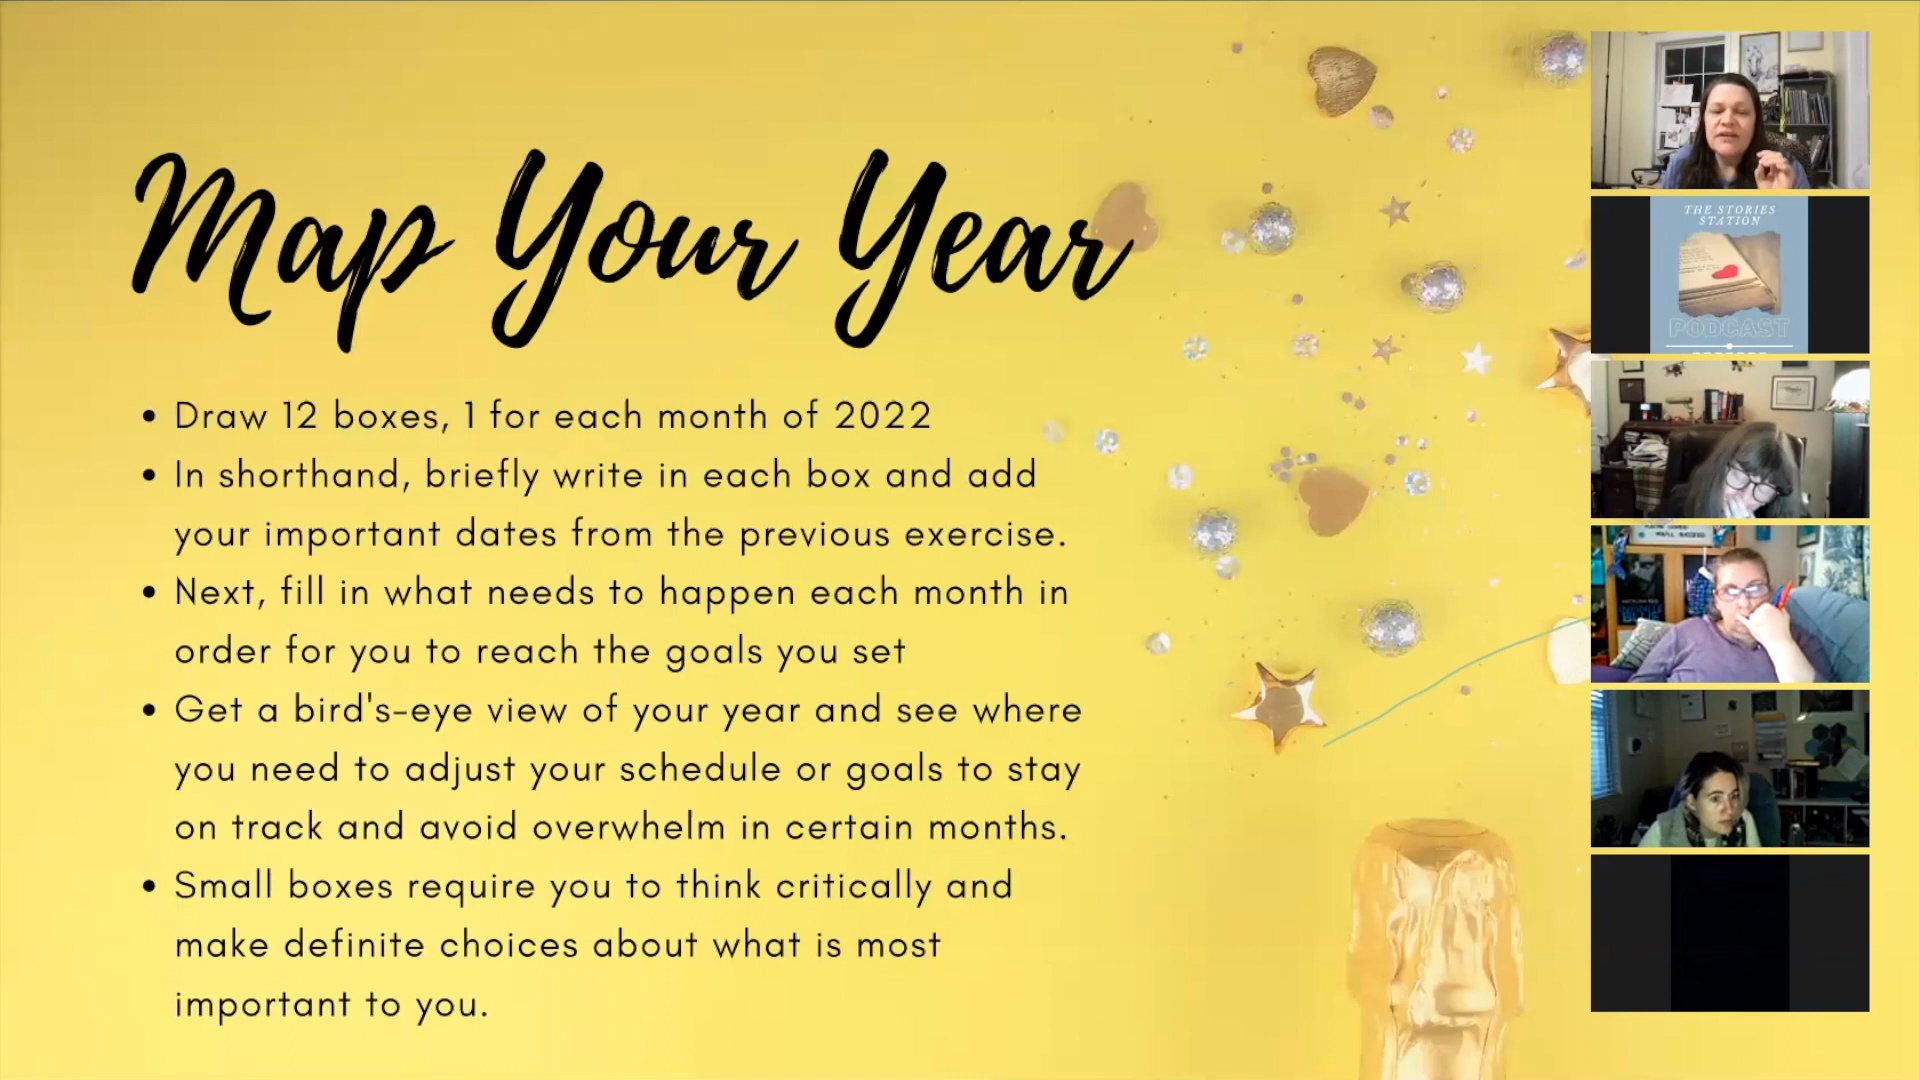 Map Your Year
• Draw 12 boxes, 1 for each month of 2022
• In shorthand, briefly write in each box and add
your important dates from the previous exercise.
• Next, fill in what needs to happen each month in
order for you to reach the goals you set
• Get a bird's-eye view of your year and see where
you need to adjust your schedule or goals to stay
on track and avoid overwhelm in certain months.
• Small boxes require you to think critically and
make definite choices about what is most
important to you.
THE STORIES
STATION
PODCAST